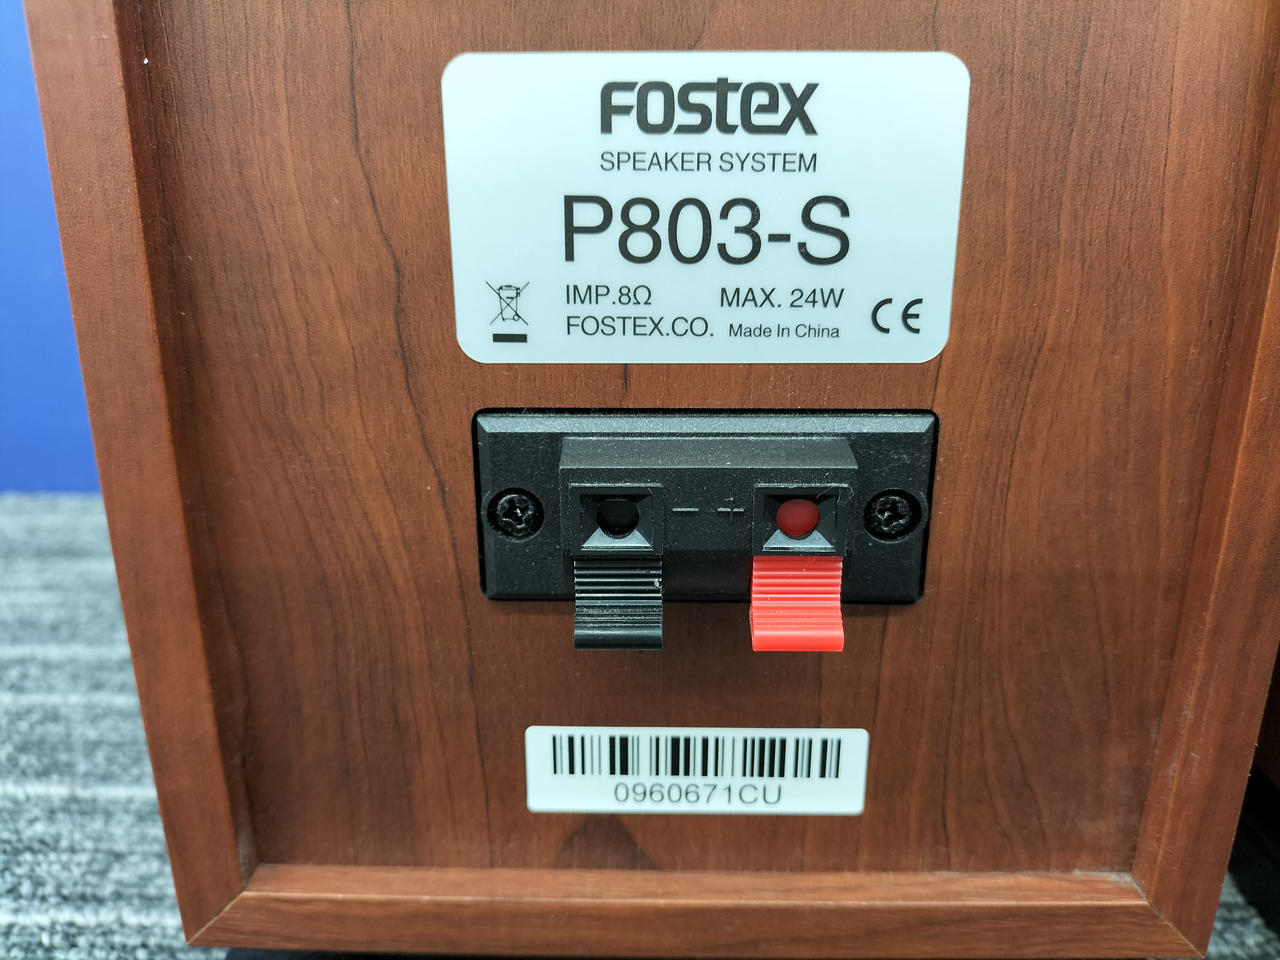 FOSTEX
SPEAKER SYSTEM
P803-S
IMP.8Ω MAX. 24W
FOSTEX.CO. Made In China
CE
− +
0960671CU